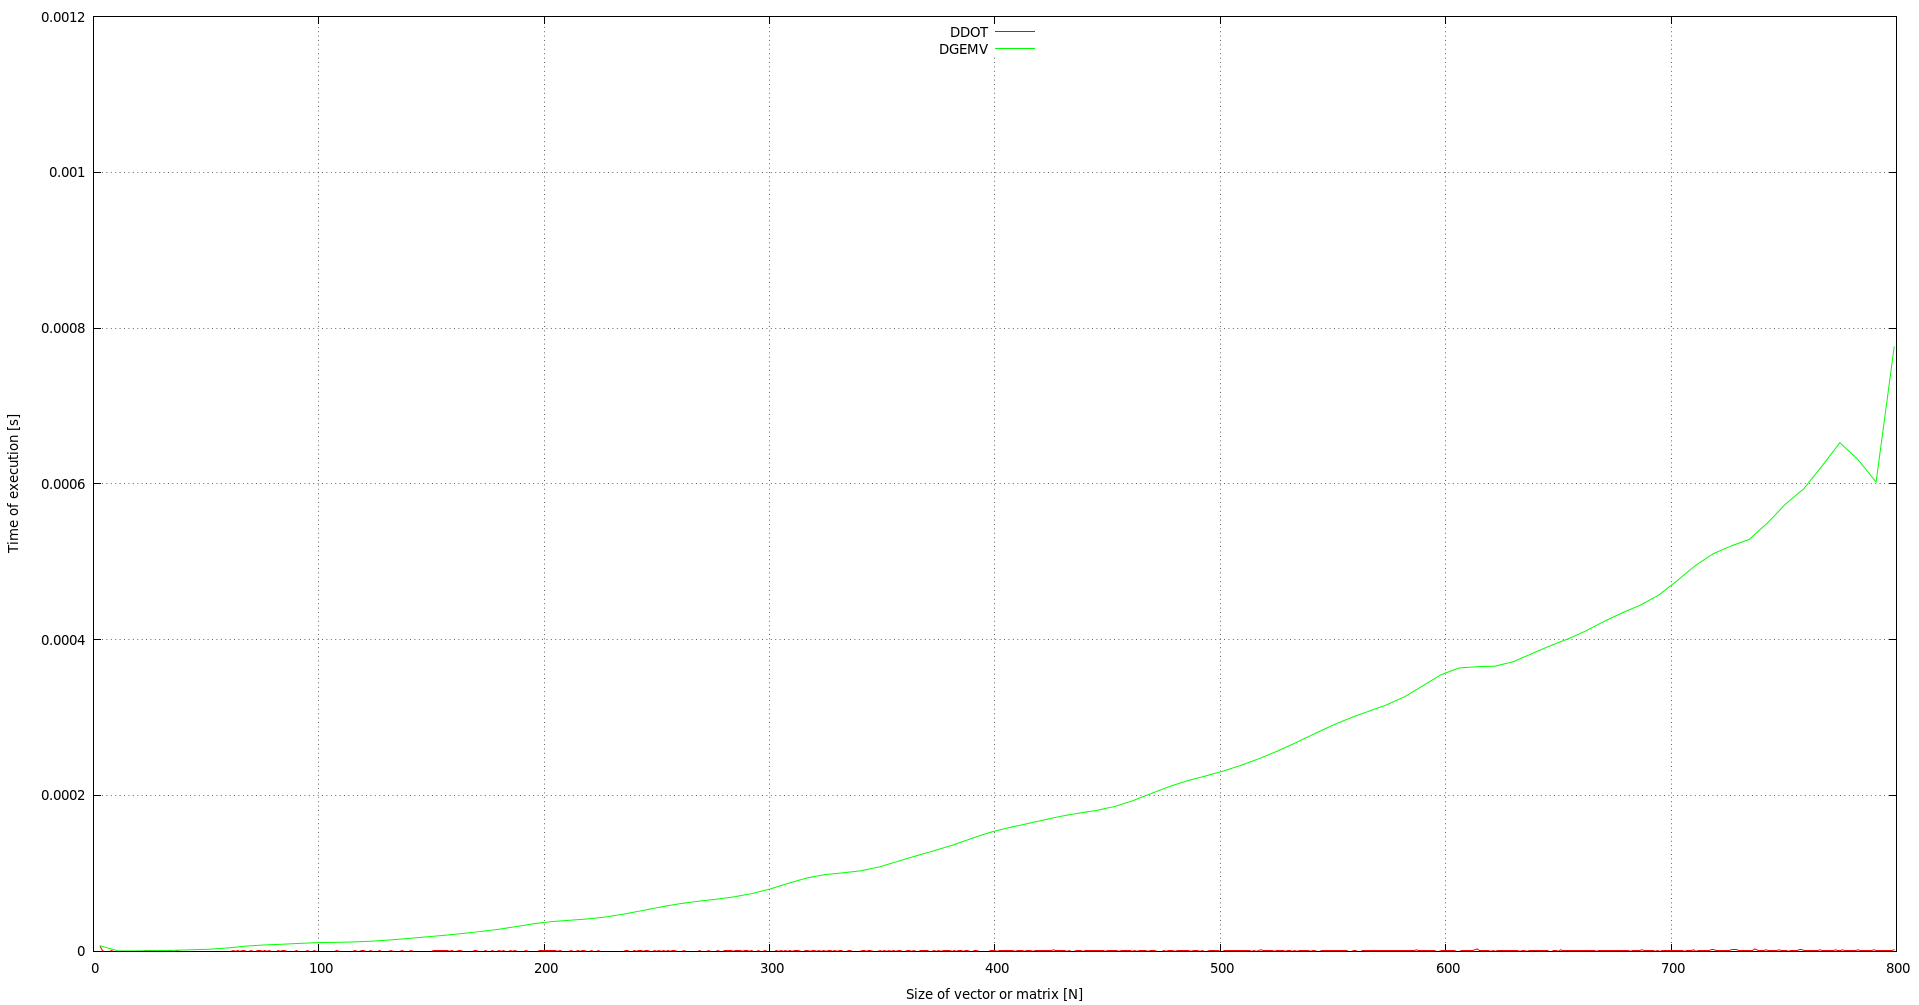 0.0012
DDOT
DGEMV
0.001
0.0008
0.0006
0.0004
0.0002
0
Time of execution [s]
0 100 200 300 400 500 600 700 800
Size of vector or matrix [N]